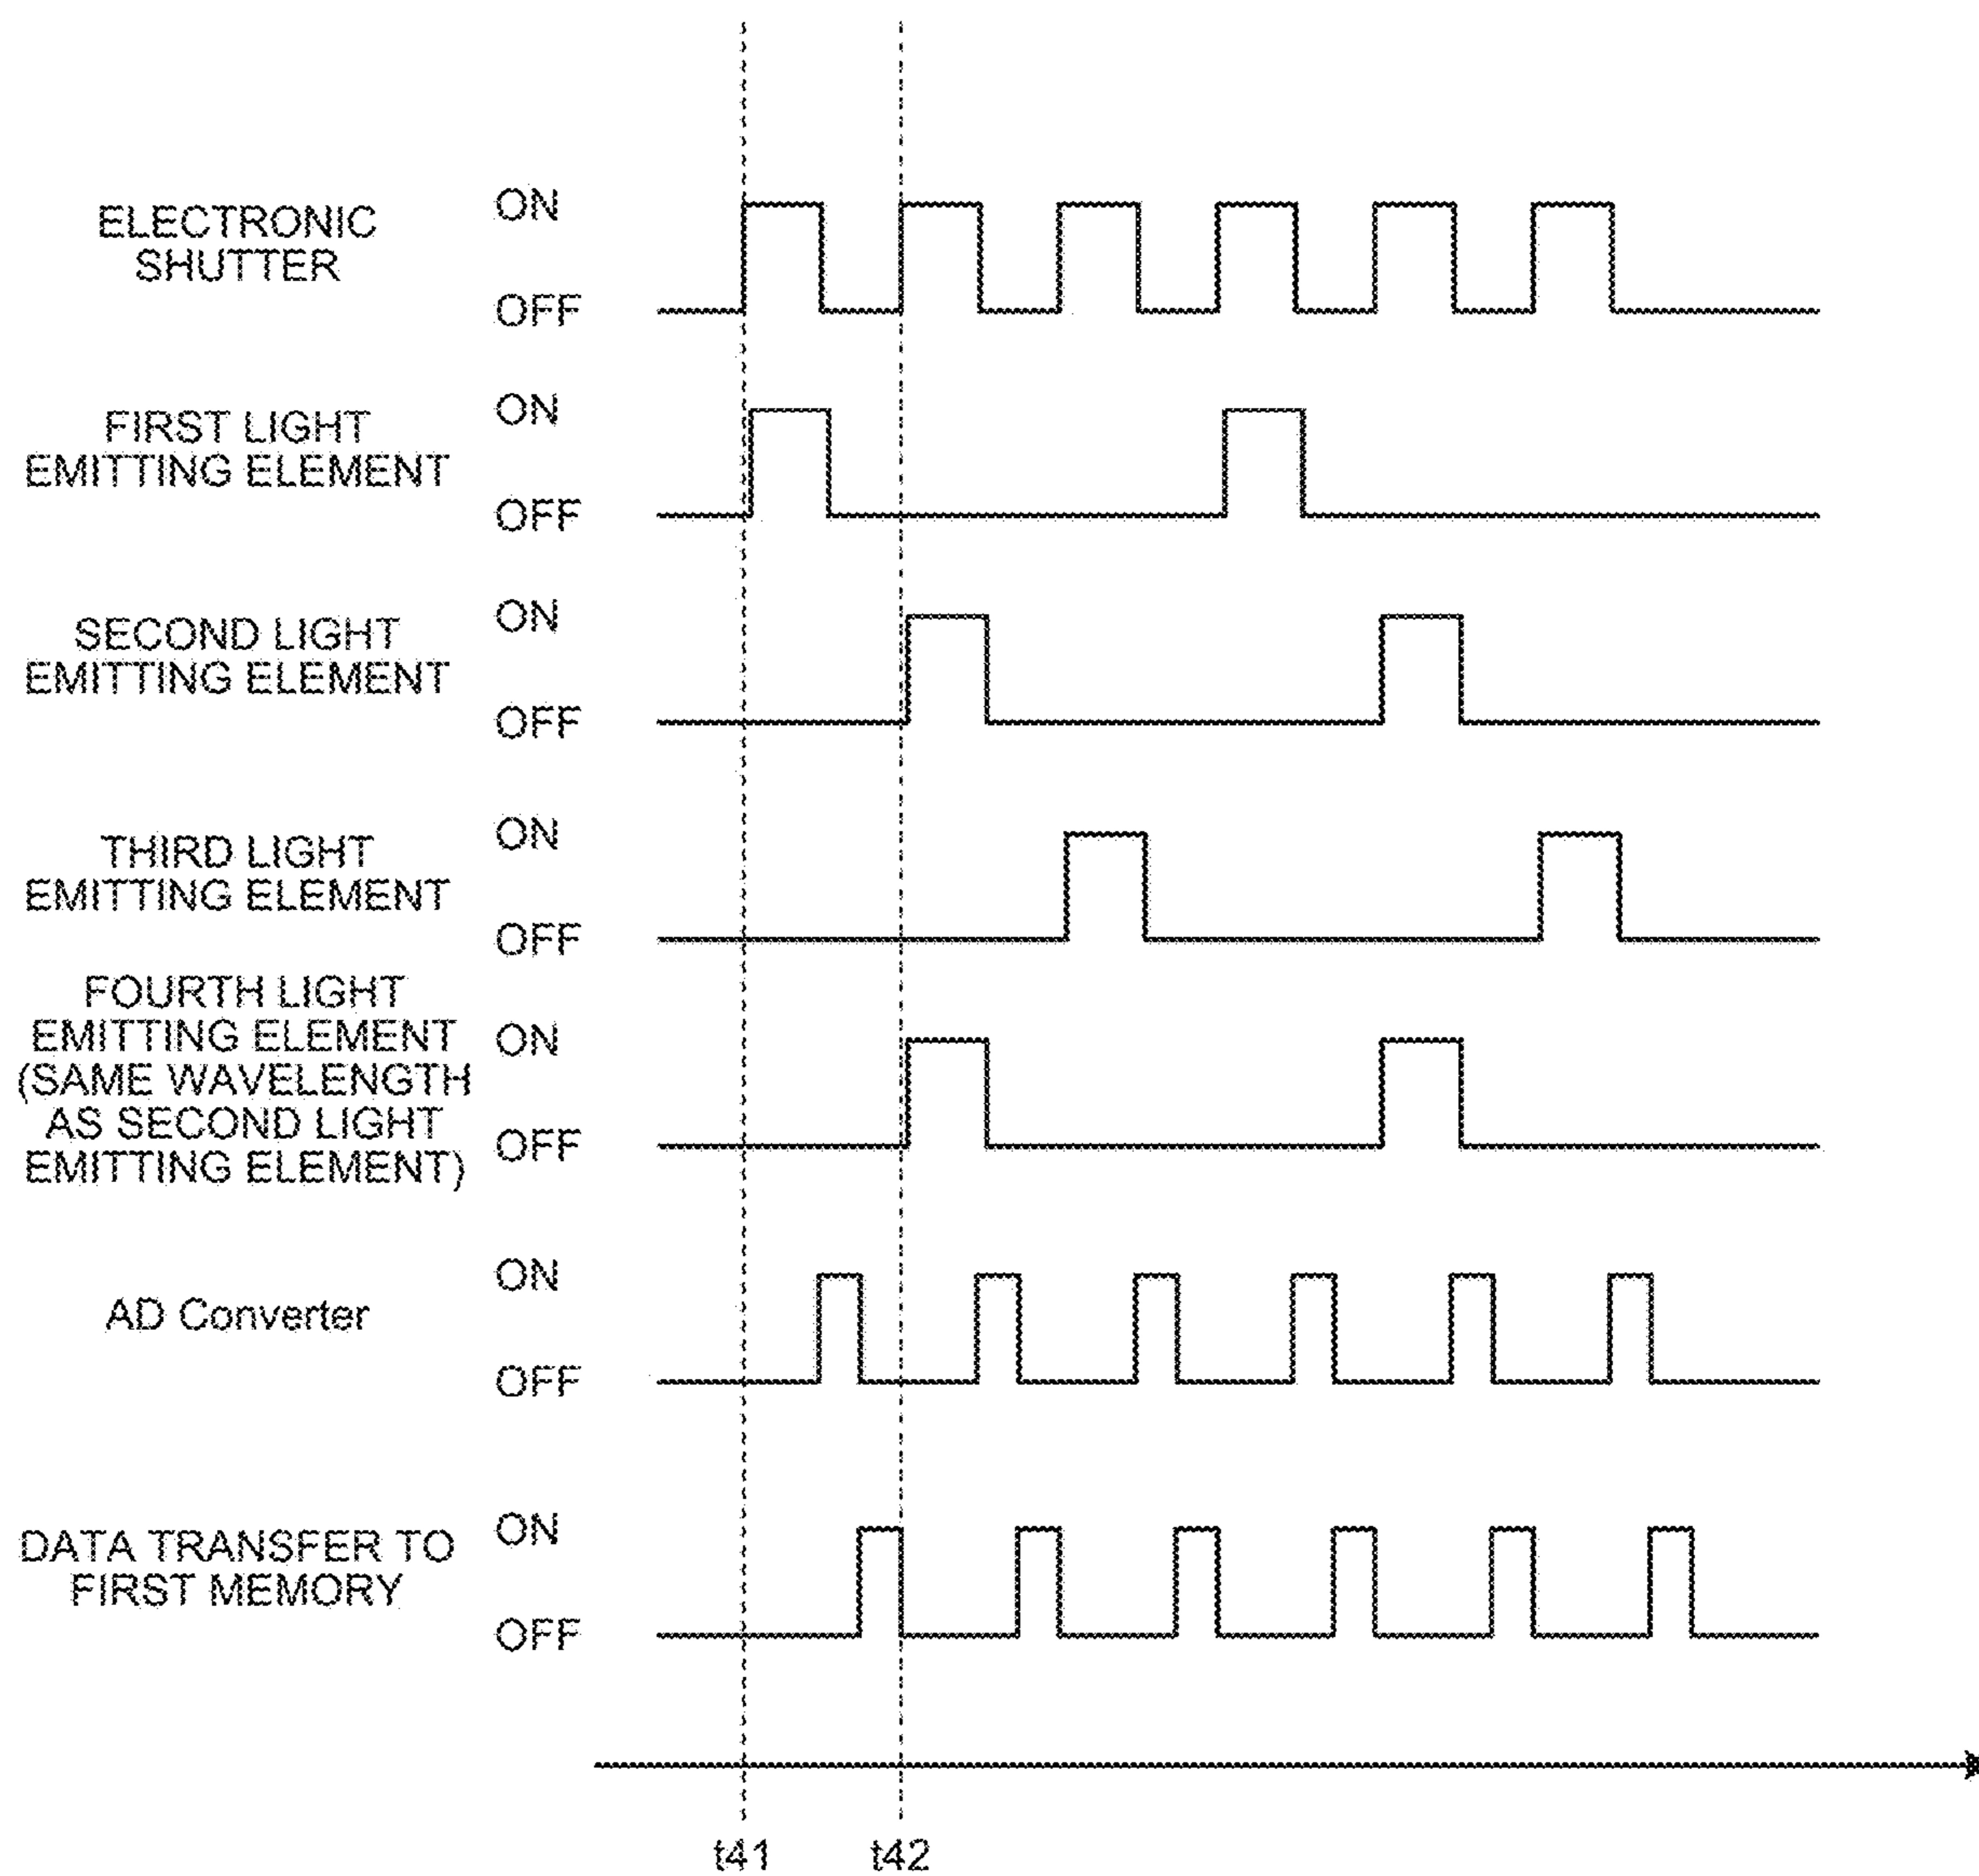 ELECTRONIC
SHUTTER
ON
OFF
FIRST LIGHT
EMITTING ELEMENT
ON
OFF
SECOND LIGHT
EMITTING ELEMENT
ON
OFF
THIRD LIGHT
EMITTING ELEMENT
ON
OFF
FOURTH LIGHT
EMITTING ELEMENT
(SAME WAVELENGTH
AS SECOND LIGHT
EMITTING ELEMENT)
ON
OFF
AD Converter
ON
OFF
DATA TRANSFER TO
FIRST MEMORY
ON
OFF
t41 t42